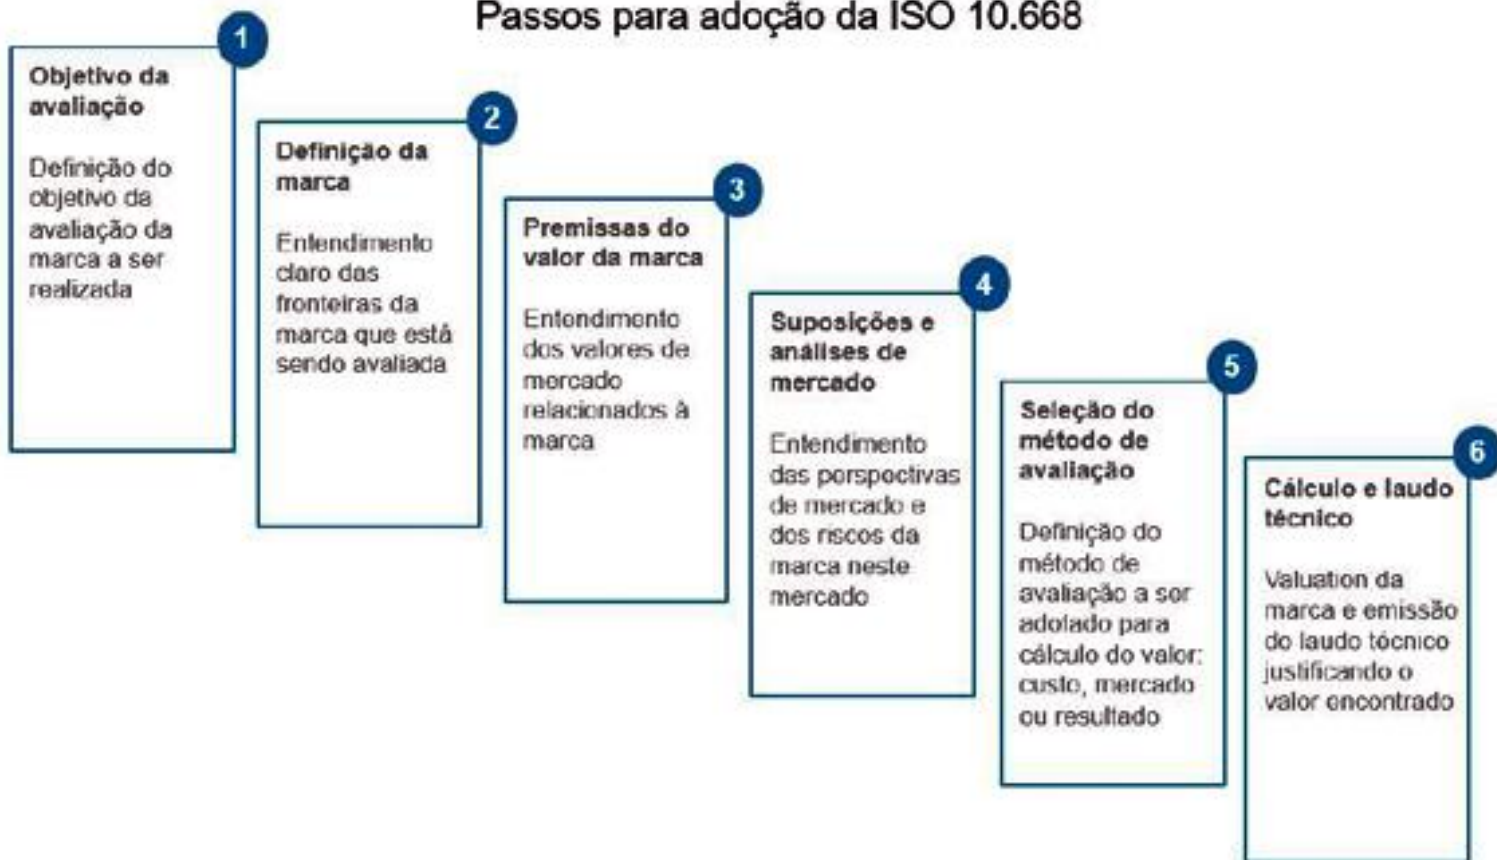 Passos para adoção da ISO 10.668
1
Objetivo da
avaliação
Definição do
objetivo da
avaliação da
marca a ser
realizada
2
Definição da
marca
Entendimento
claro das
fronteiras da
marca que está
sendo avaliada
3
Premissas do
valor da marca
Entendimento
dos valores de
mercado
relacionados à
marca
4
Suposições e
análises de
mercado
Entendimento
das perspectivas
de mercado e
dos riscos da
marca neste
mercado
5
Seleção do
método de
avaliação
Definição do
método de
avaliação a ser
adotado para
cálculo do valor:
custo, mercado
ou resultado
6
Cálculo e laudo
técnico
Valuation da
marca e emissão
do laudo técnico
justificando o
valor encontrado